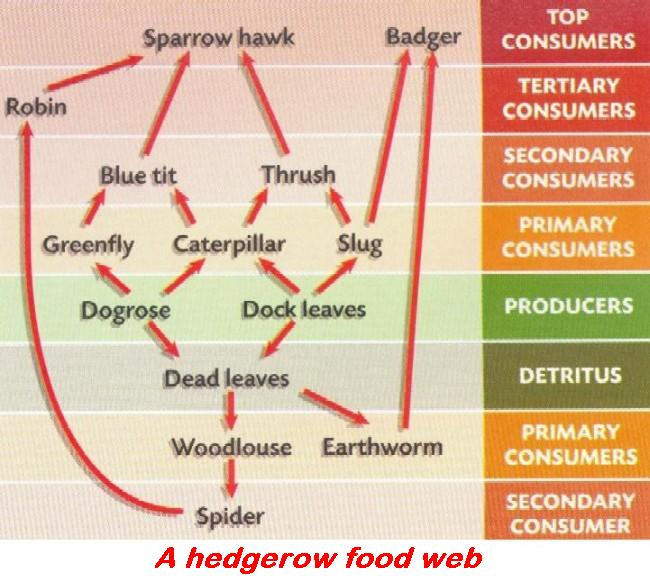 Sparrow hawk
Badger
TOP
CONSUMERS
Robin
TERTIARY
CONSUMERS
Blue tit
Thrush
SECONDARY
CONSUMERS
Greenfly
Caterpillar
Slug
PRIMARY
CONSUMERS
Dogrose
Dock leaves
PRODUCERS
Dead leaves
DETRITUS
Woodlouse
Earthworm
PRIMARY
CONSUMERS
Spider
SECONDARY
CONSUMER
A hedgerow food web